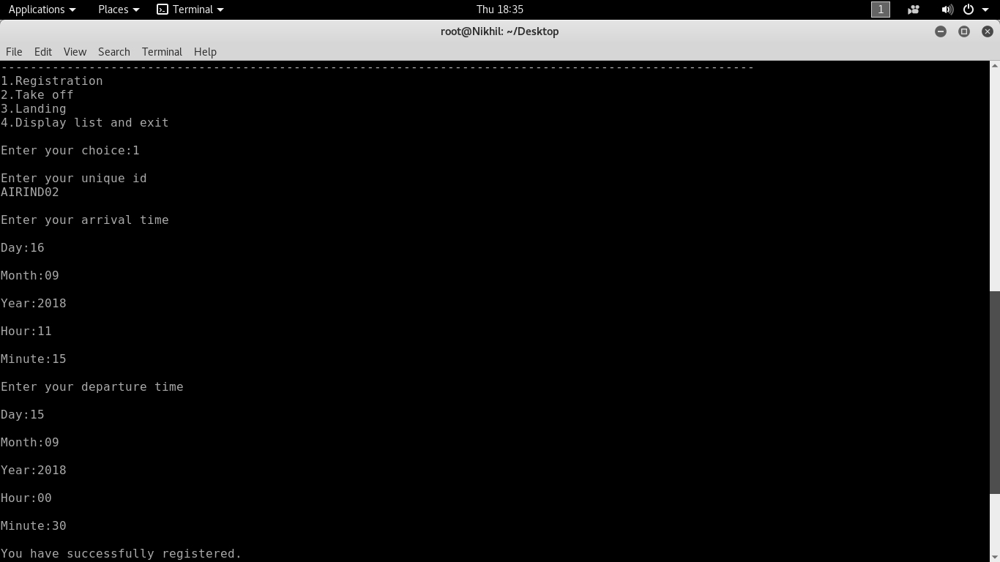 Applications Places Terminal Thu 18:35 1
root@Nikhil: ~/Desktop
File Edit View Search Terminal Help
-------------------------------------------------------------------------------------------------------
1.Registration
2.Take off
3.Landing
4.Display list and exit
Enter your choice:1
Enter your unique id
AIRIND02
Enter your arrival time
Day:16
Month:09
Year:2018
Hour:11
Minute:15
Enter your departure time
Day:15
Month:09
Year:2018
Hour:00
Minute:30
You have successfully registered.